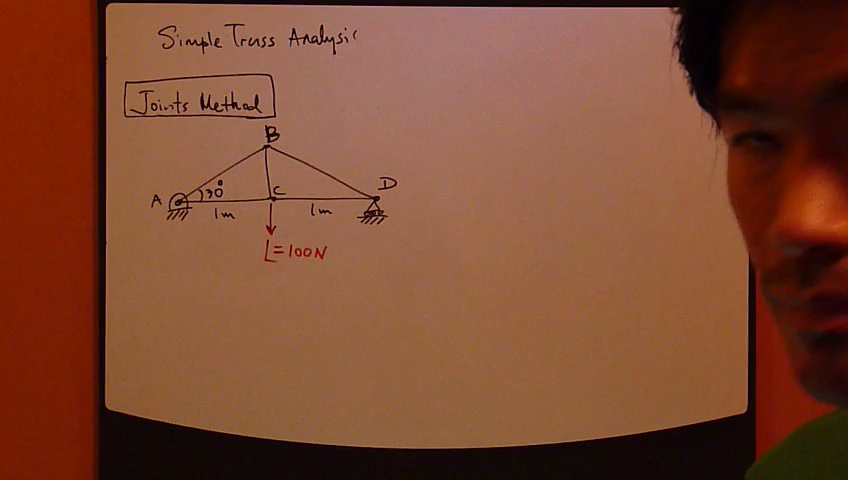 Simple Truss Analysis
Joints Method
B
A 30° C D
1m 1m
L=100N